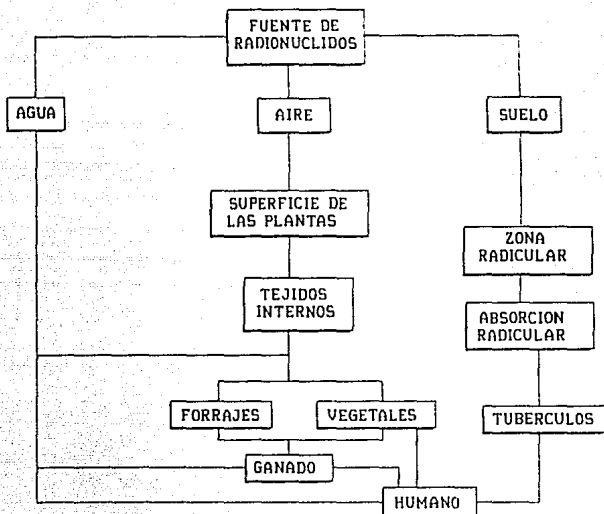 FUENTE DE
RADIONUCLIDOS
AGUA
AIRE
SUELO
SUPERFICIE DE
LAS PLANTAS
ZONA
RADICULAR
TEJIDOS
INTERNOS
ABSORCION
RADICULAR
FORRAJES
VEGETALES
TUBERCULOS
GANADO
HUMANO